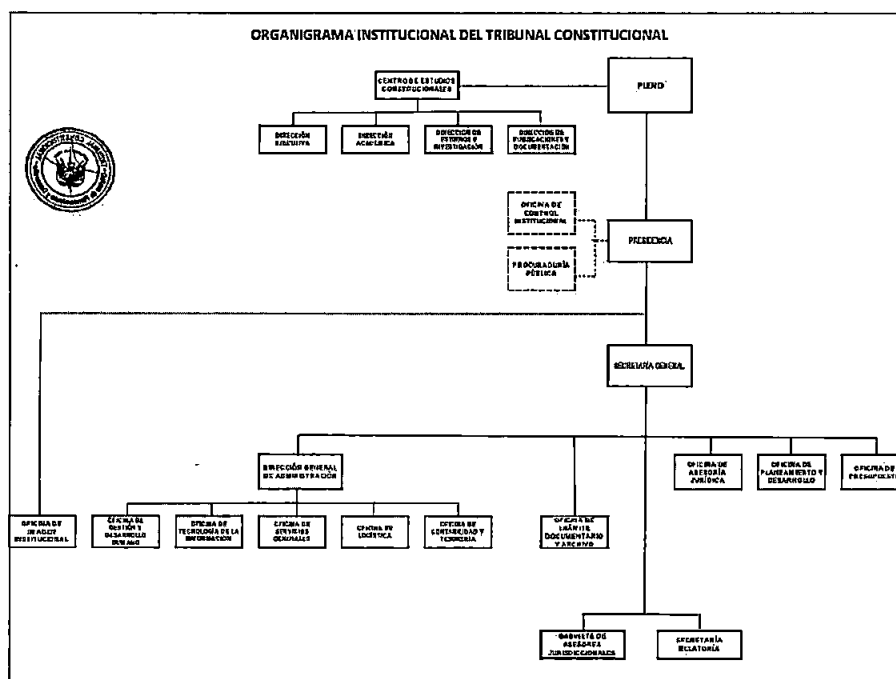 ORGANIGRAMA INSTITUCIONAL DEL TRIBUNAL CONSTITUCIONAL
CENTRO DE ESTUDIOS
CONSTITUCIONALES
PLENO
DIRECCIÓN
EJECUTIVA
DIRECCIÓN
ACADÉMICA
DIRECCIÓN DE
ESTUDIOS E
INVESTIGACIÓN
DIRECCIÓN DE
PUBLICACIONES Y
DOCUMENTACIÓN
OFICINA DE
CONTROL
INSTITUCIONAL
PROCURADURÍA
PÚBLICA
PRESIDENCIA
SECRETARÍA GENERAL
DIRECCIÓN GENERAL
DE ADMINISTRACIÓN
OFICINA DE
ASESORÍA
JURÍDICA
OFICINA DE
PLANEAMIENTO Y
DESARROLLO
OFICINA DE
PRESUPUESTO
OFICINA DE
IMAGEN
INSTITUCIONAL
OFICINA DE
GESTIÓN Y
DESARROLLO
HUMANO
OFICINA DE
TECNOLOGÍA DE LA
INFORMACIÓN
OFICINA DE
SERVICIOS
GENERALES
OFICINA DE
LOGÍSTICA
OFICINA DE
CONTABILIDAD Y
TESORERÍA
OFICINA DE
TRÁMITE
DOCUMENTARIO
Y ARCHIVO
GABINETE DE
ASESORES
JURISDICCIONALES
SECRETARÍA
RELATORÍA